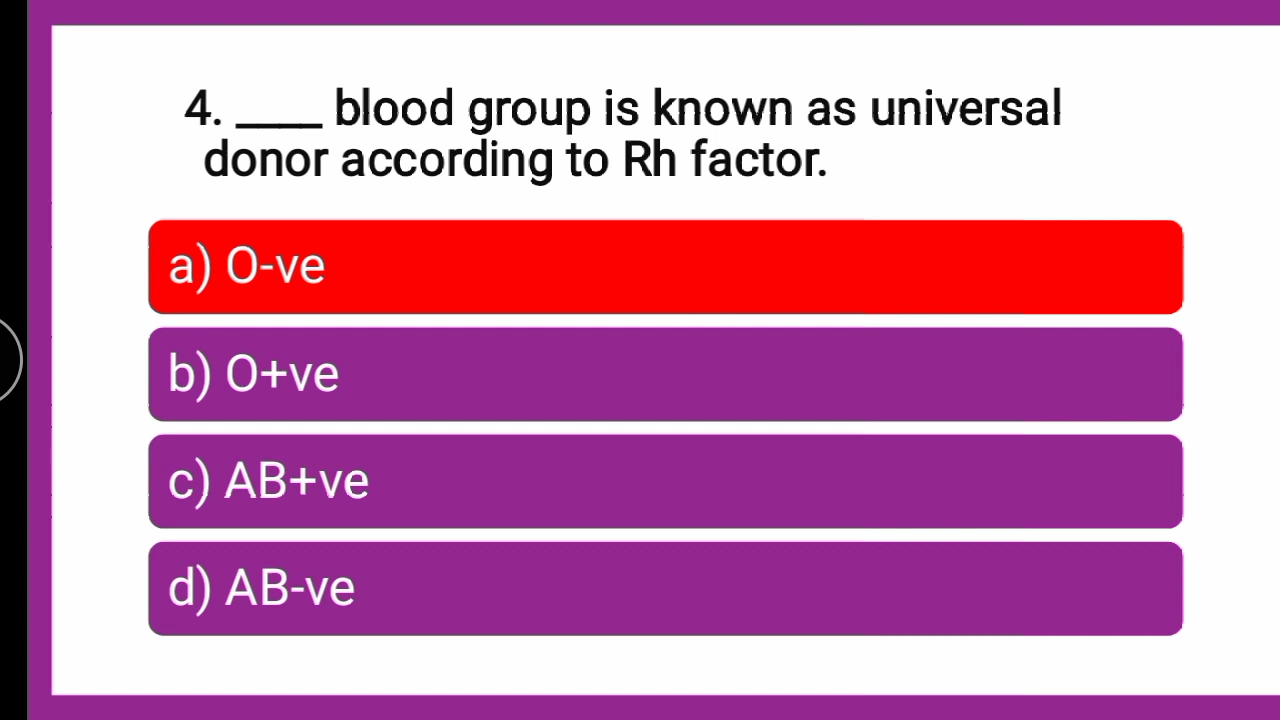 4. ____ blood group is known as universal
donor according to Rh factor.
a) O-ve
b) O+ve
c) AB+ve
d) AB-ve